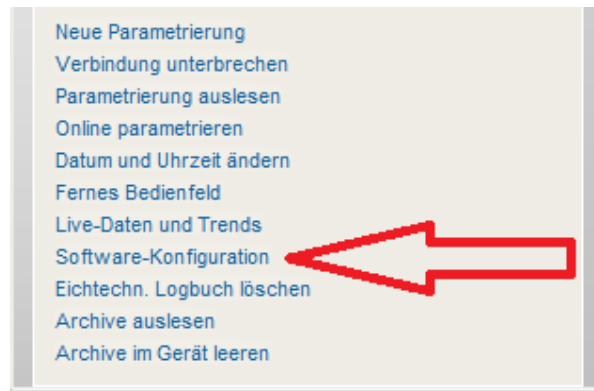 Neue Parametrierung
Verbindung unterbrechen
Parametrierung auslesen
Online parametrieren
Datum und Uhrzeit ändern
Fernes Bedienfeld
Live-Daten und Trends
Software-Konfiguration
Eichtechn. Logbuch löschen
Archive auslesen
Archive im Gerät leeren